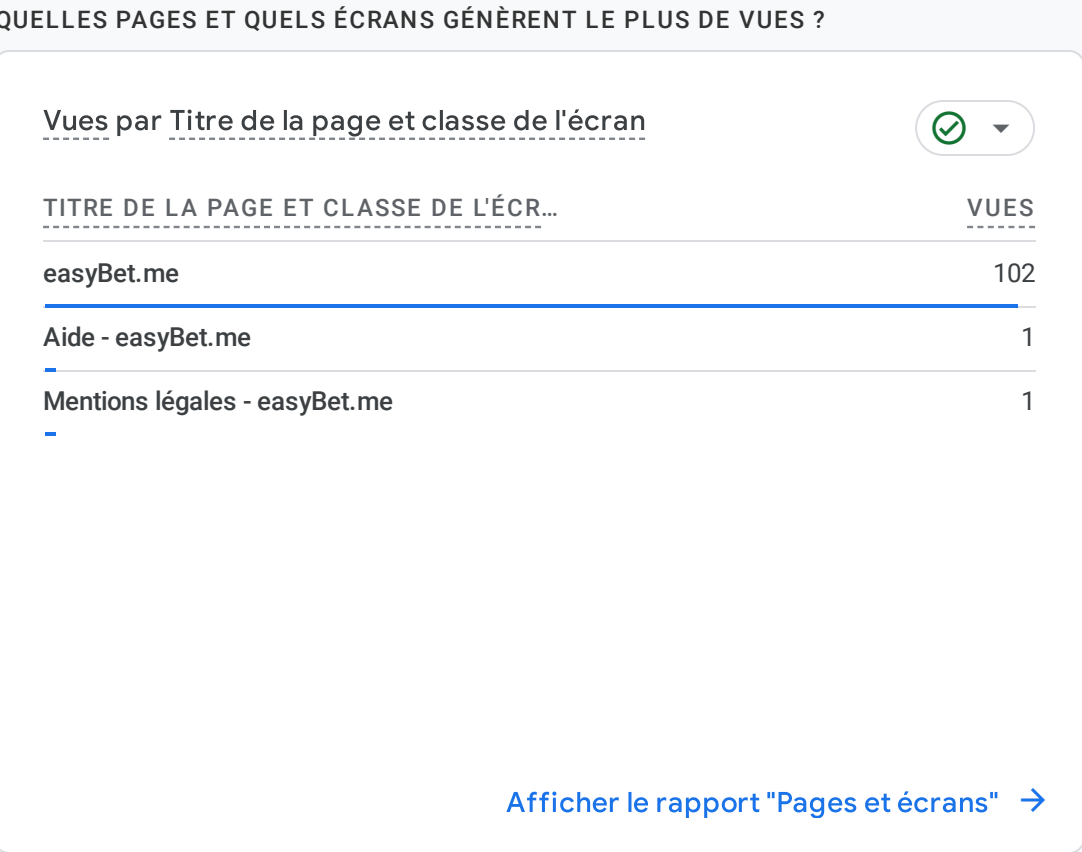 QUELLES PAGES ET QUELS ÉCRANS GÉNÈRENT LE PLUS DE VUES ?
Vues par Titre de la page et classe de l'écran
TITRE DE LA PAGE ET CLASSE DE L'ÉCR… VUES
easyBet.me 102
Aide - easyBet.me 1
Mentions légales - easyBet.me 1
Afficher le rapport "Pages et écrans"